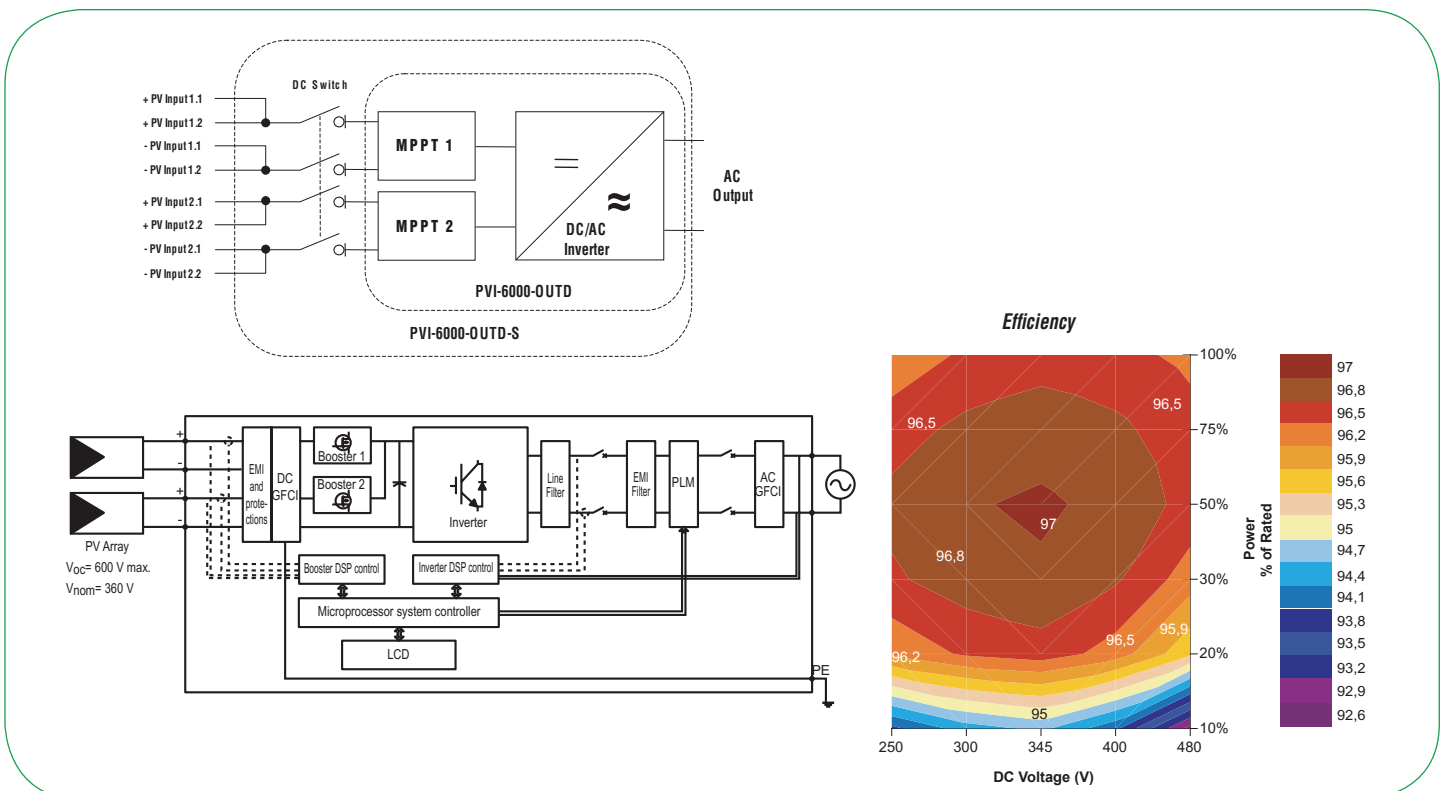 DC Switch
+ PV Input 1.1
+ PV Input 1.2
- PV Input 1.1
- PV Input 1.2
+ PV Input 2.1
+ PV Input 2.2
- PV Input 2.1
- PV Input 2.2
MPPT 1
MPPT 2
=
≈
DC/AC
Inverter
AC
Output
PVI-6000-OUTD
PVI-6000-OUTD-S
+
-
+
-
PV Array
Voc= 600 V max.
Vnom= 360 V
EMI
and
prote-
ctions
DC
GFCI
Booster 1
Booster 2
Inverter
Line
Filter
EMI
Filter
PLM
AC
GFCI
Booster DSP control
Inverter DSP control
Microprocessor system controller
LCD
PE
Efficiency
96,5
96,5
97
96,8
96,5
95,9
96,2
95
100%
75%
50%
30%
20%
10%
Power
% of Rated
250
300
345
400
480
DC Voltage (V)
97
96,8
96,5
96,2
95,9
95,6
95,3
95
94,7
94,4
94,1
93,8
93,5
93,2
92,9
92,6